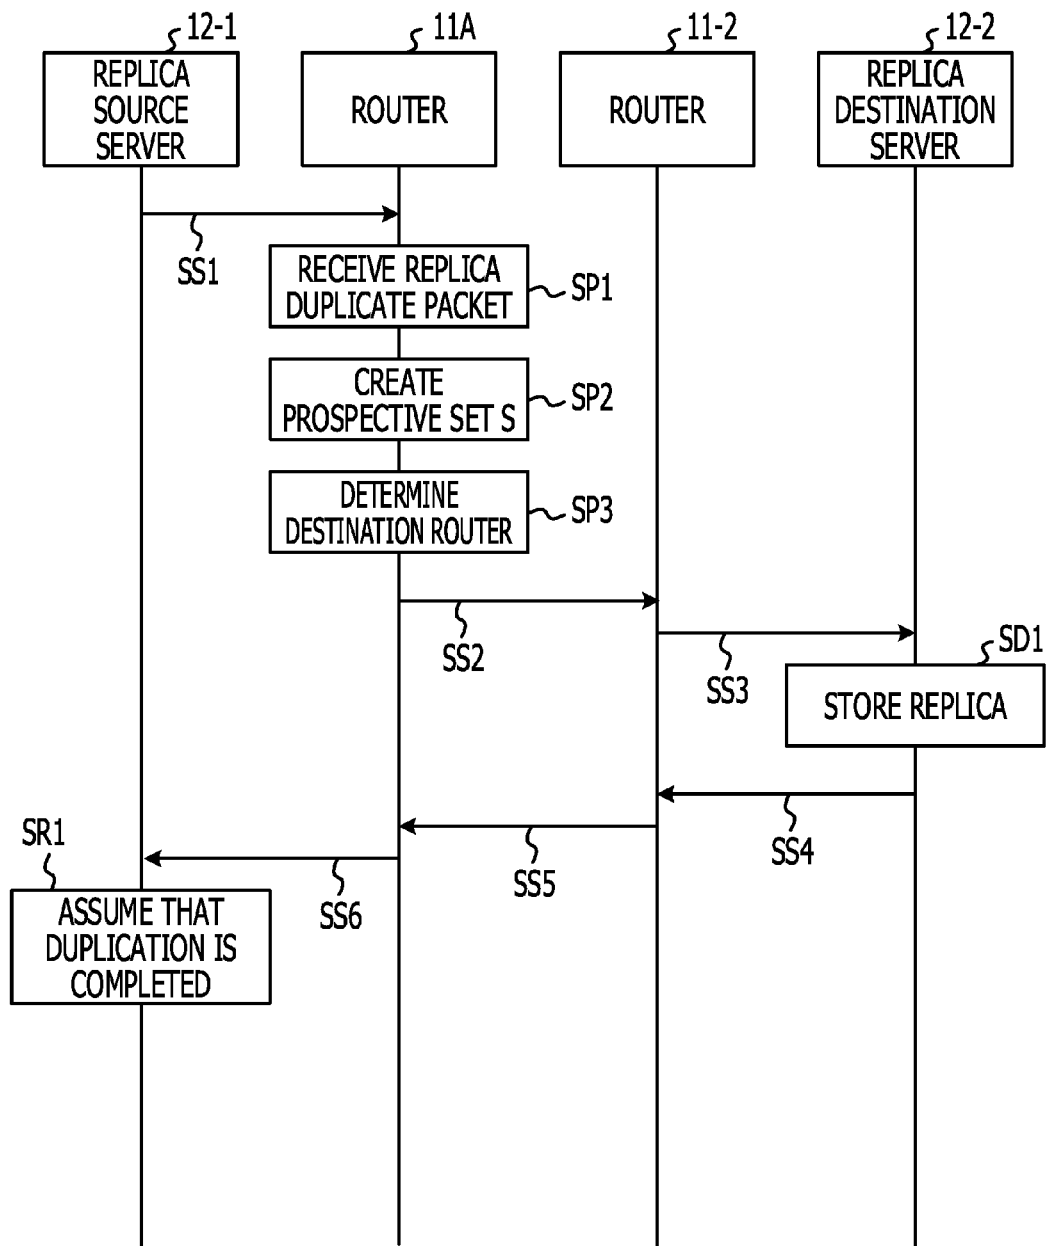 12-1
11A
11-2
12-2
REPLICA
SOURCE
SERVER
ROUTER
ROUTER
REPLICA
DESTINATION
SERVER
SS1
RECEIVE REPLICA
DUPLICATE PACKET
SP1
CREATE
PROSPECTIVE SET S
SP2
DETERMINE
DESTINATION ROUTER
SP3
SS2
SS3
SD1
STORE REPLICA
SS4
SS5
SS6
SR1
ASSUME THAT
DUPLICATION IS
COMPLETED